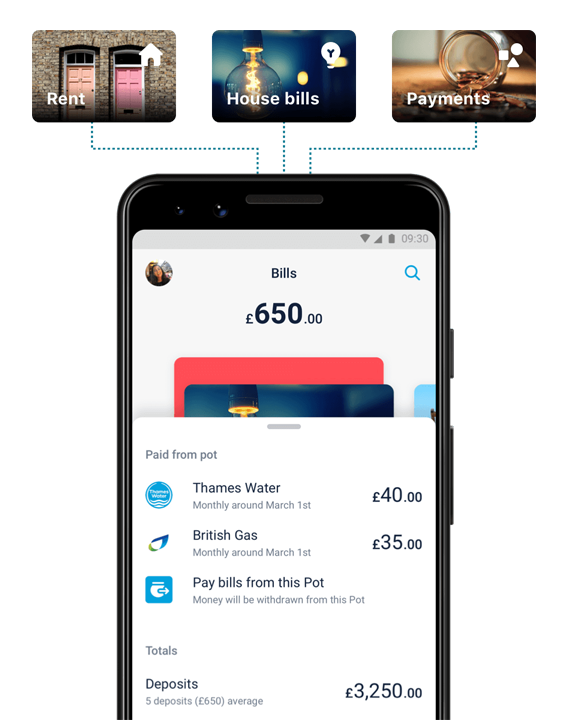 Rent
House bills
Payments
09:30
Bills
£650.00
Paid from pot
Thames Water
Thames Water
£40.00
Monthly around March 1st
British Gas
£35.00
Monthly around March 1st
Pay bills from this Pot
Money will be withdrawn from this Pot
Totals
Deposits
£3,250.00
5 deposits (£650) average